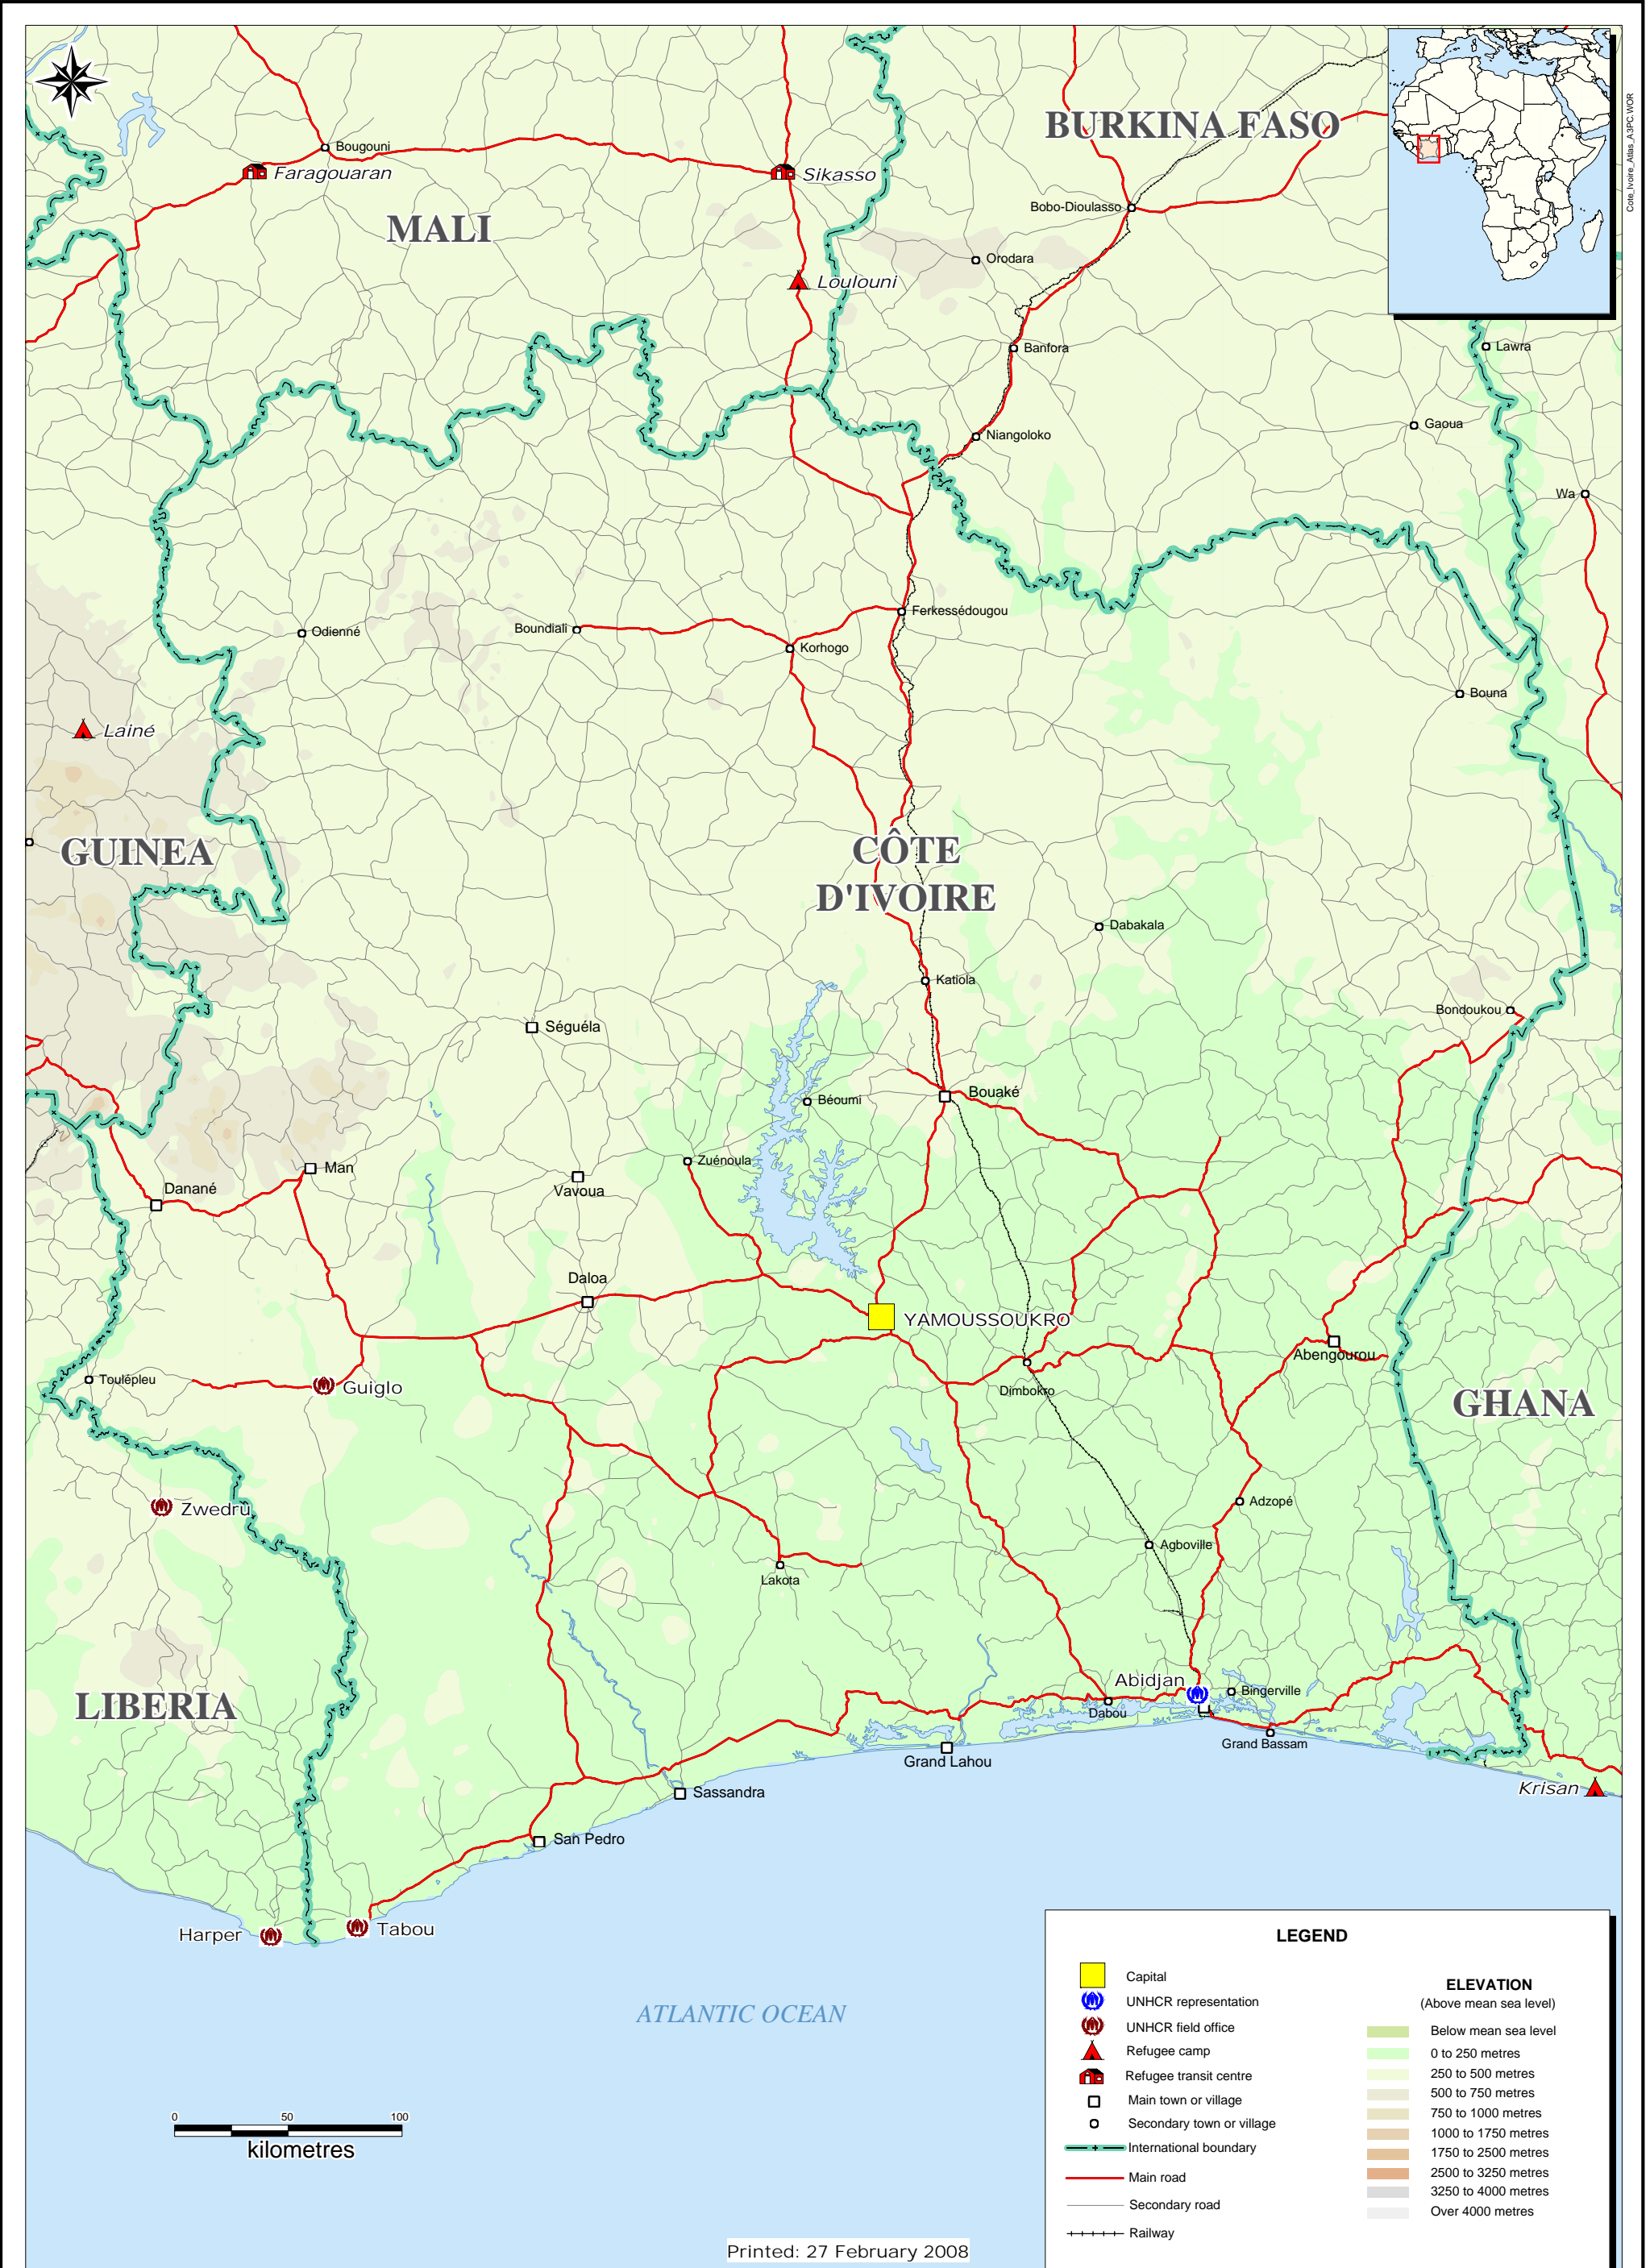 Cote_Ivoire_Atlas_A3PC.WOR
BURKINA FASO
Bougouni
Faragouaran
Sikasso
MALI
Bobo-Dioulasso
Orodara
Loulouni
Banfora
Lawra
Gaoua
Niangoloko
Wa
Ferkessédougou
Odienné
Boundiali
Korhogo
Bouna
Lainé
GUINEA
CÔTE
D'IVOIRE
Dabakala
Katiola
Bondoukou
Séguéla
Béoumi
Bouaké
Zuénoula
Man
Vavoua
Danané
Daloa
YAMOUSSOUKRO
Abengourou
Toulépleu
Guiglo
Dimbokro
GHANA
Zwedru
Adzopé
Agboville
Lakota
LIBERIA
Abidjan
Bingerville
Dabou
Grand Bassam
Grand Lahou
Krisan
Sassandra
San Pedro
Harper
Tabou
ATLANTIC OCEAN
0 50 100
kilometres
LEGEND
Capital
UNHCR representation
UNHCR field office
Refugee camp
Refugee transit centre
Main town or village
Secondary town or village
International boundary
Main road
Secondary road
Railway
ELEVATION
(Above mean sea level)
Below mean sea level
0 to 250 metres
250 to 500 metres
500 to 750 metres
750 to 1000 metres
1000 to 1750 metres
1750 to 2500 metres
2500 to 3250 metres
3250 to 4000 metres
Over 4000 metres
Printed: 27 February 2008